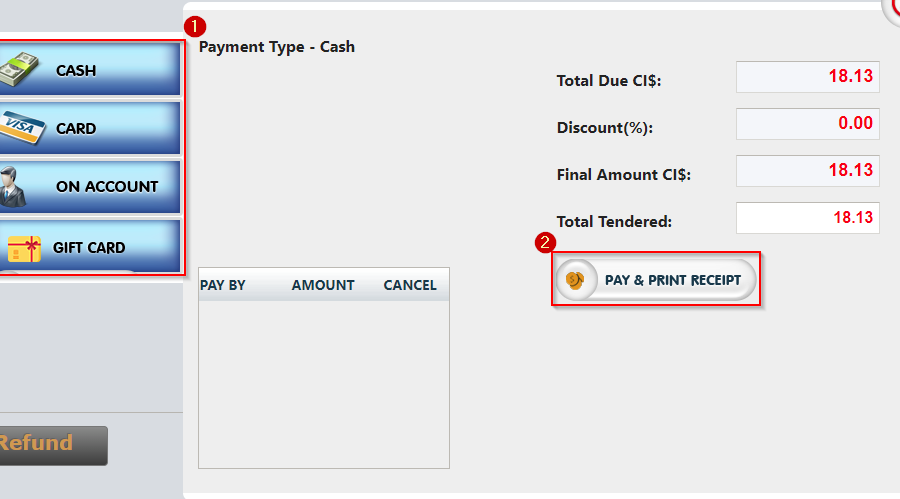 1
Payment Type - Cash
CASH
CARD
VISA
ON ACCOUNT
GIFT CARD
Total Due CI$: 18.13
Discount(%): 0.00
Final Amount CI$: 18.13
Total Tendered: 18.13
2
PAY & PRINT RECEIPT
PAY BY AMOUNT CANCEL
Refund